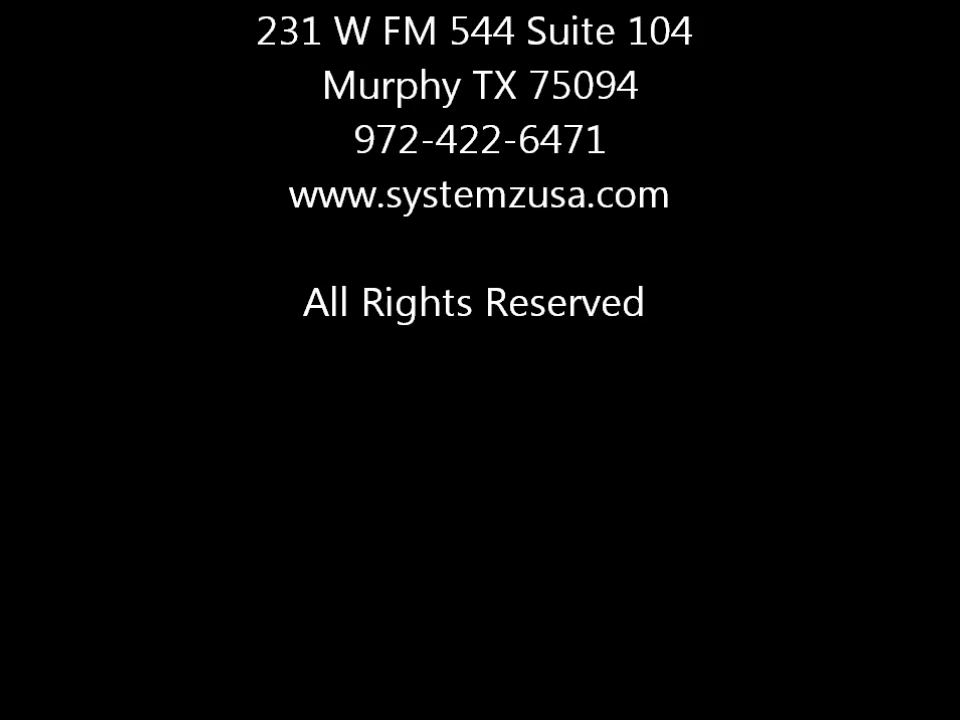 231 W FM 544 Suite 104
Murphy TX 75094
972-422-6471
www.systemzusa.com
All Rights Reserved